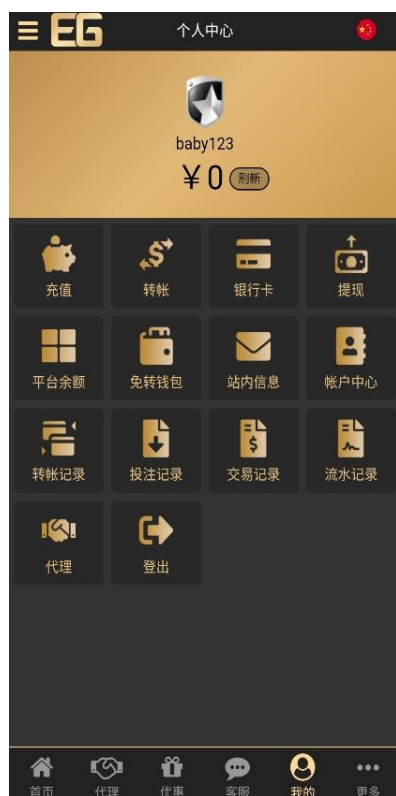 EG
个人中心
baby123
¥ 0 刷新
充值 转帐 银行卡 提现
平台余额 免转钱包 站内信息 帐户中心
转帐记录 投注记录 交易记录 流水记录
代理 登出
首页 代理 优惠 客服 我的 更多